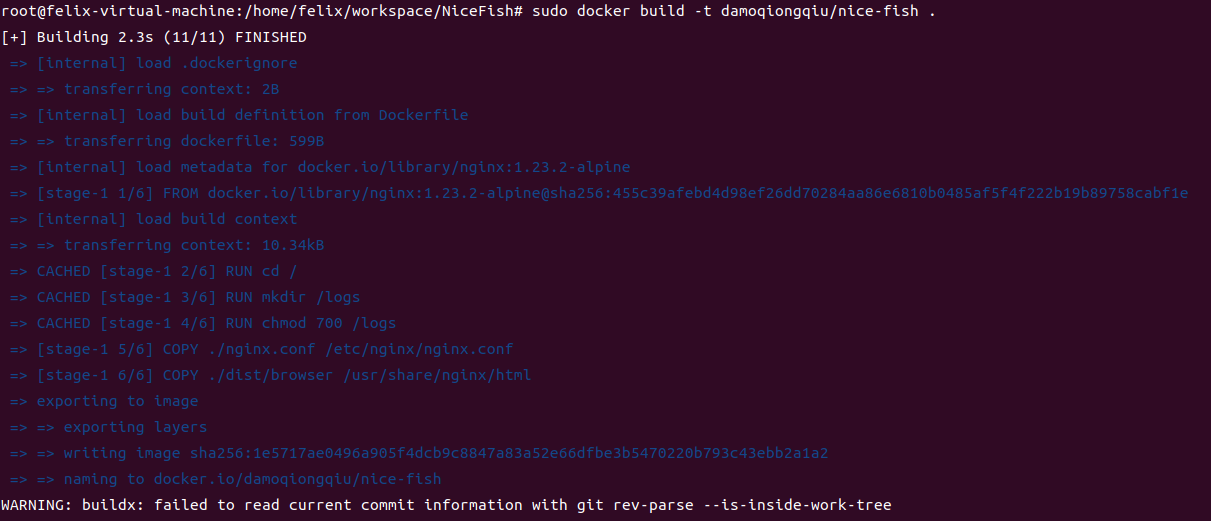 root@felix-virtual-machine:/home/felix/workspace/NiceFish# sudo docker build -t damoqiongqiu/nice-fish .
[+] Building 2.3s (11/11) FINISHED
 => [internal] load .dockerignore
 => => transferring context: 2B
 => [internal] load build definition from Dockerfile
 => => transferring dockerfile: 599B
 => [internal] load metadata for docker.io/library/nginx:1.23.2-alpine
 => [stage-1 1/6] FROM docker.io/library/nginx:1.23.2-alpine@sha256:455c39afebd4d98ef26dd70284aa86e6810b0485af5f4f222b19b89758cabf1e
 => [internal] load build context
 => => transferring context: 10.34kB
 => CACHED [stage-1 2/6] RUN cd /
 => CACHED [stage-1 3/6] RUN mkdir /logs
 => CACHED [stage-1 4/6] RUN chmod 700 /logs
 => [stage-1 5/6] COPY ./nginx.conf /etc/nginx/nginx.conf
 => [stage-1 6/6] COPY ./dist/browser /usr/share/nginx/html
 => exporting to image
 => => exporting layers
 => => writing image sha256:1e5717ae0496a905f4dcb9c8847a83a52e66dfbe3b5470220b793c43ebb2a1a2
 => => naming to docker.io/damoqiongqiu/nice-fish
WARNING: buildx: failed to read current commit information with git rev-parse --is-inside-work-tree